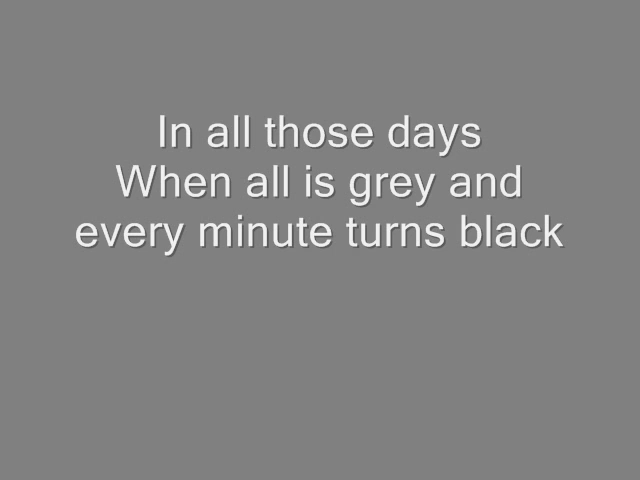 In all those days
When all is grey and
every minute turns black